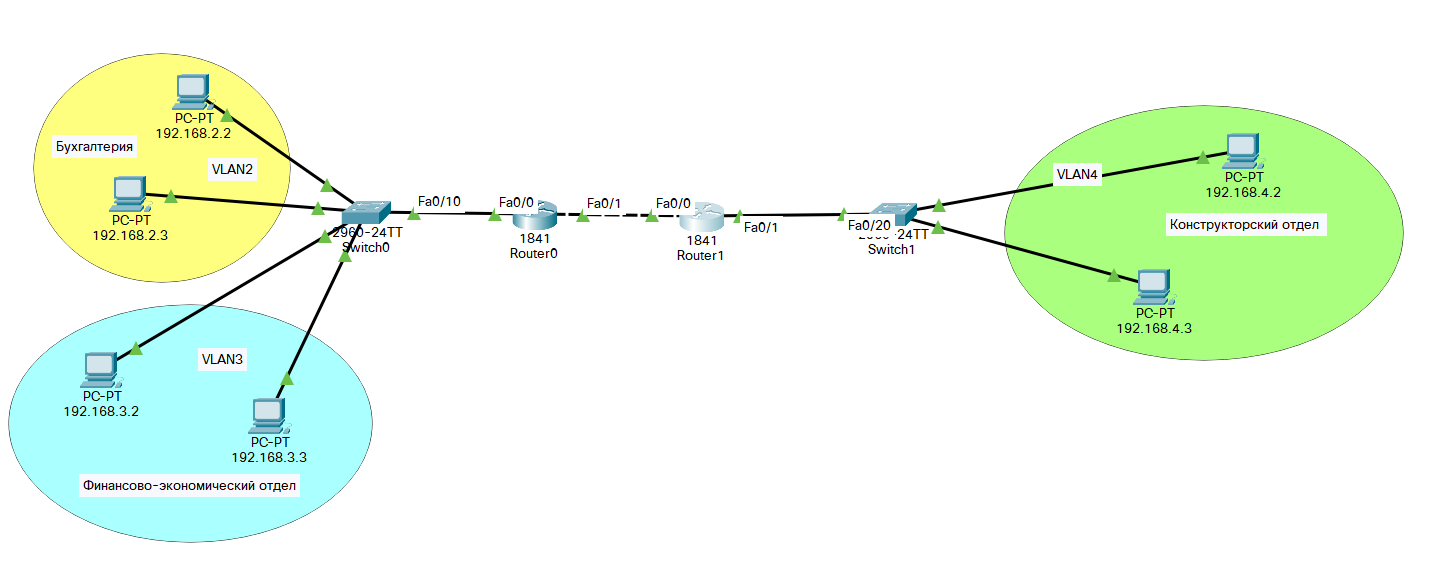 PC-PT
192.168.2.2
Бухгалтерия
VLAN2
PC-PT
192.168.2.3
Fa0/10
Fa0/0
Fa0/1
Fa0/0
2960-24TT
Switch0
1841
Router0
1841
Router1
Fa0/1
Fa0/20
2960-24TT
Switch1
VLAN4
PC-PT
192.168.4.2
Конструкторский отдел
PC-PT
192.168.4.3
VLAN3
PC-PT
192.168.3.2
PC-PT
192.168.3.3
Финансово-экономический отдел